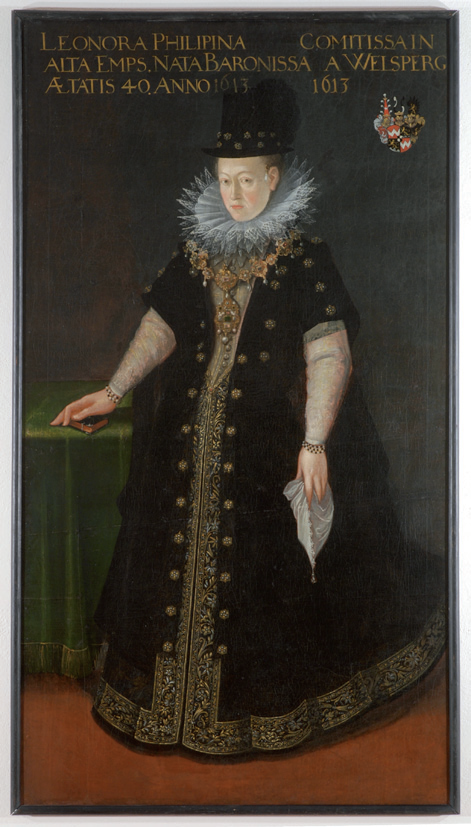 LEONORA PHILIPINA COMITISSA IN
ALTA EMPS. NATA BARONISSA A WELSPERG
ÆTATIS 40, ANNO 1613 1613